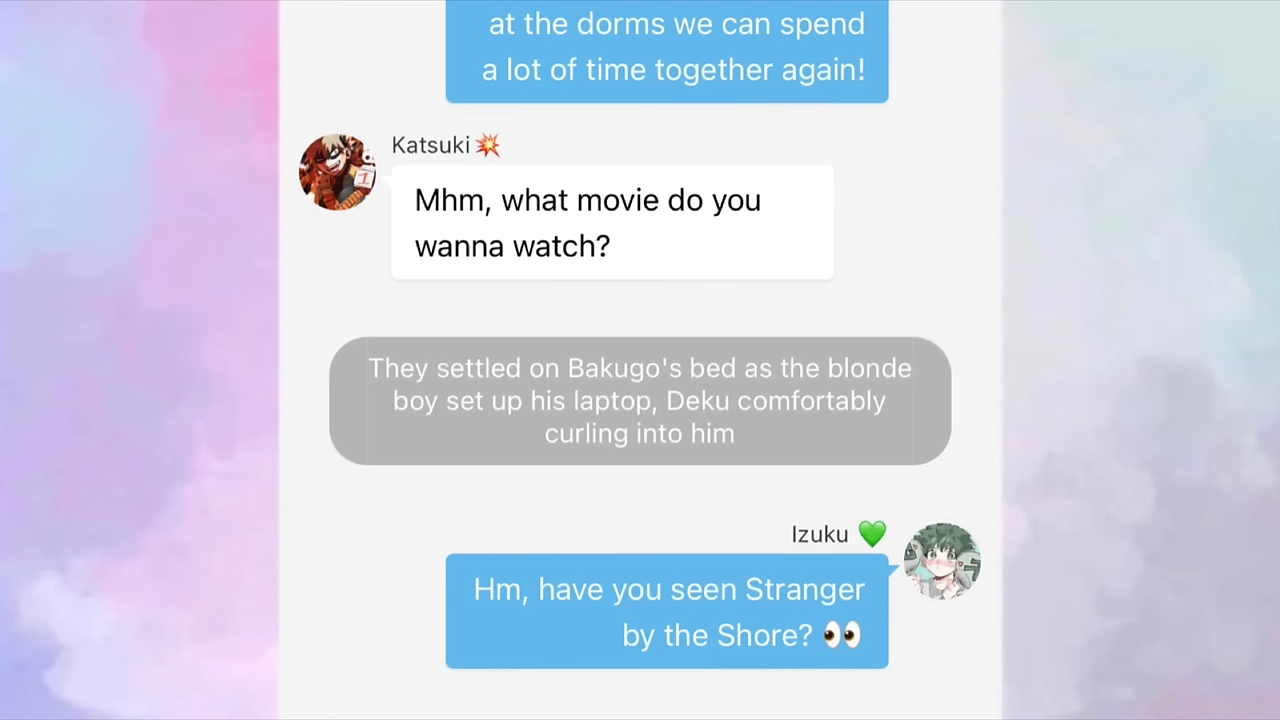 at the dorms we can spend
a lot of time together again!
Katsuki💥
Mhm, what movie do you
wanna watch?
They settled on Bakugo's bed as the blonde
boy set up his laptop, Deku comfortably
curling into him
Izuku 💚
Hm, have you seen Stranger
by the Shore? 👀